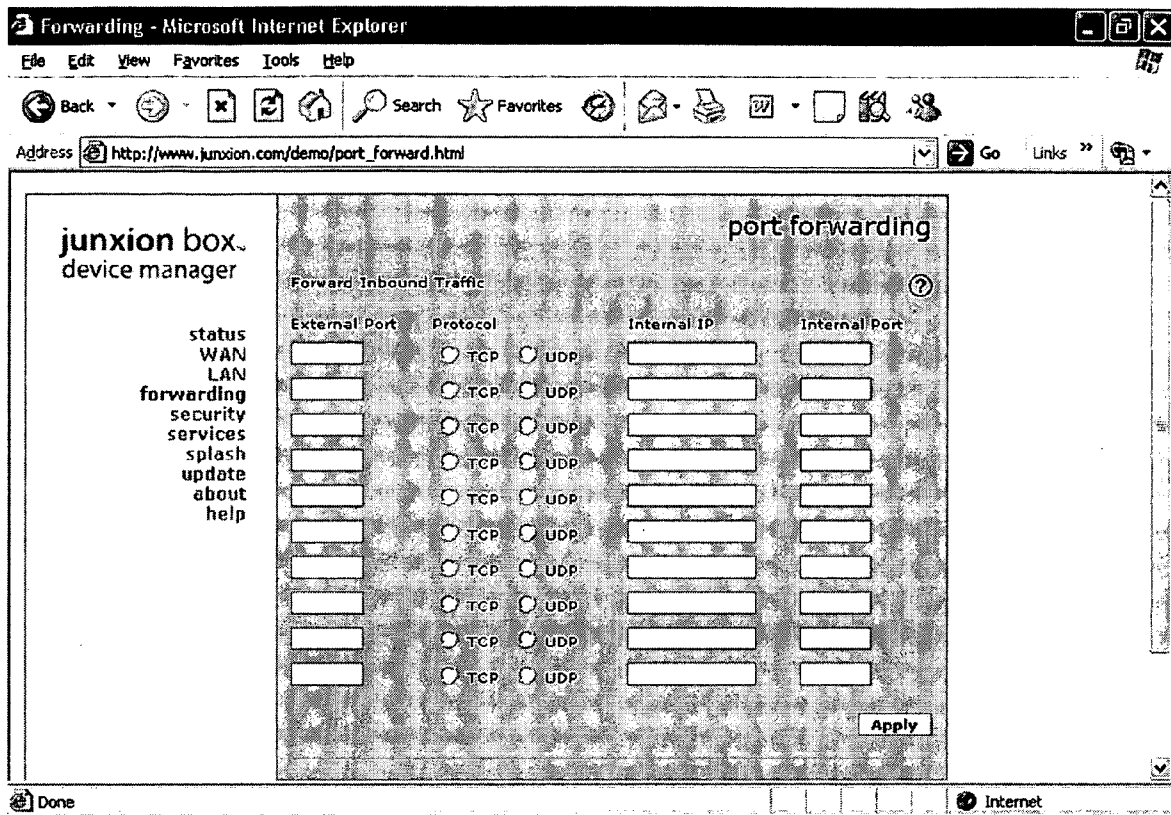 Forwarding - Microsoft Internet Explorer
File Edit View Favorites Tools Help
Back Search Favorites
Address http://www.junxion.com/demo/port_forward.html Go Links »
junxion box™
device manager
port forwarding
Forward Inbound Traffic
External Port Protocol Internal IP Internal Port
status
WAN
LAN
forwarding
security
services
splash
update
about
help
TCP UDP
TCP UDP
TCP UDP
TCP UDP
TCP UDP
TCP UDP
TCP UDP
TCP UDP
TCP UDP
TCP UDP
Apply
Done Internet